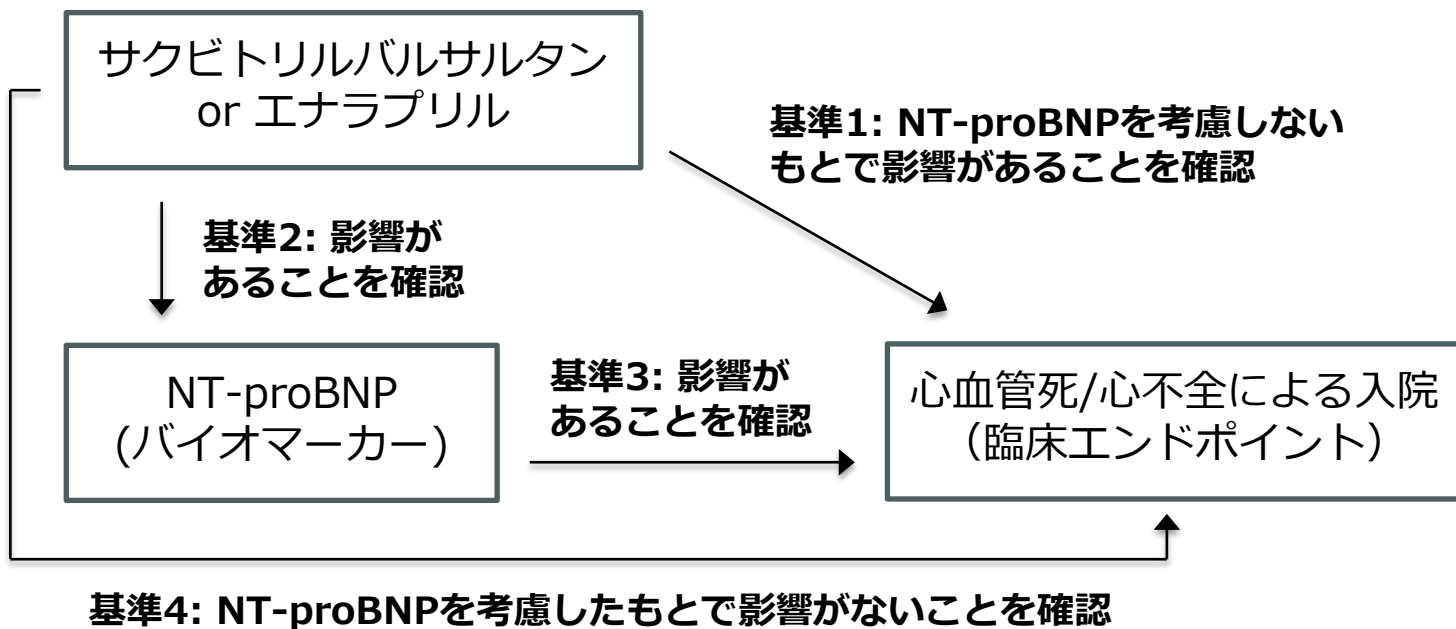 サクビトリルバルサルタン
or エナラプリル
基準1: NT-proBNPを考慮しない
もとで影響があることを確認
基準2: 影響が
あることを確認
NT-proBNP
(バイオマーカー)
基準3: 影響が
あることを確認
心血管死/心不全による入院
（臨床エンドポイント）
基準4: NT-proBNPを考慮したもとで影響がないことを確認